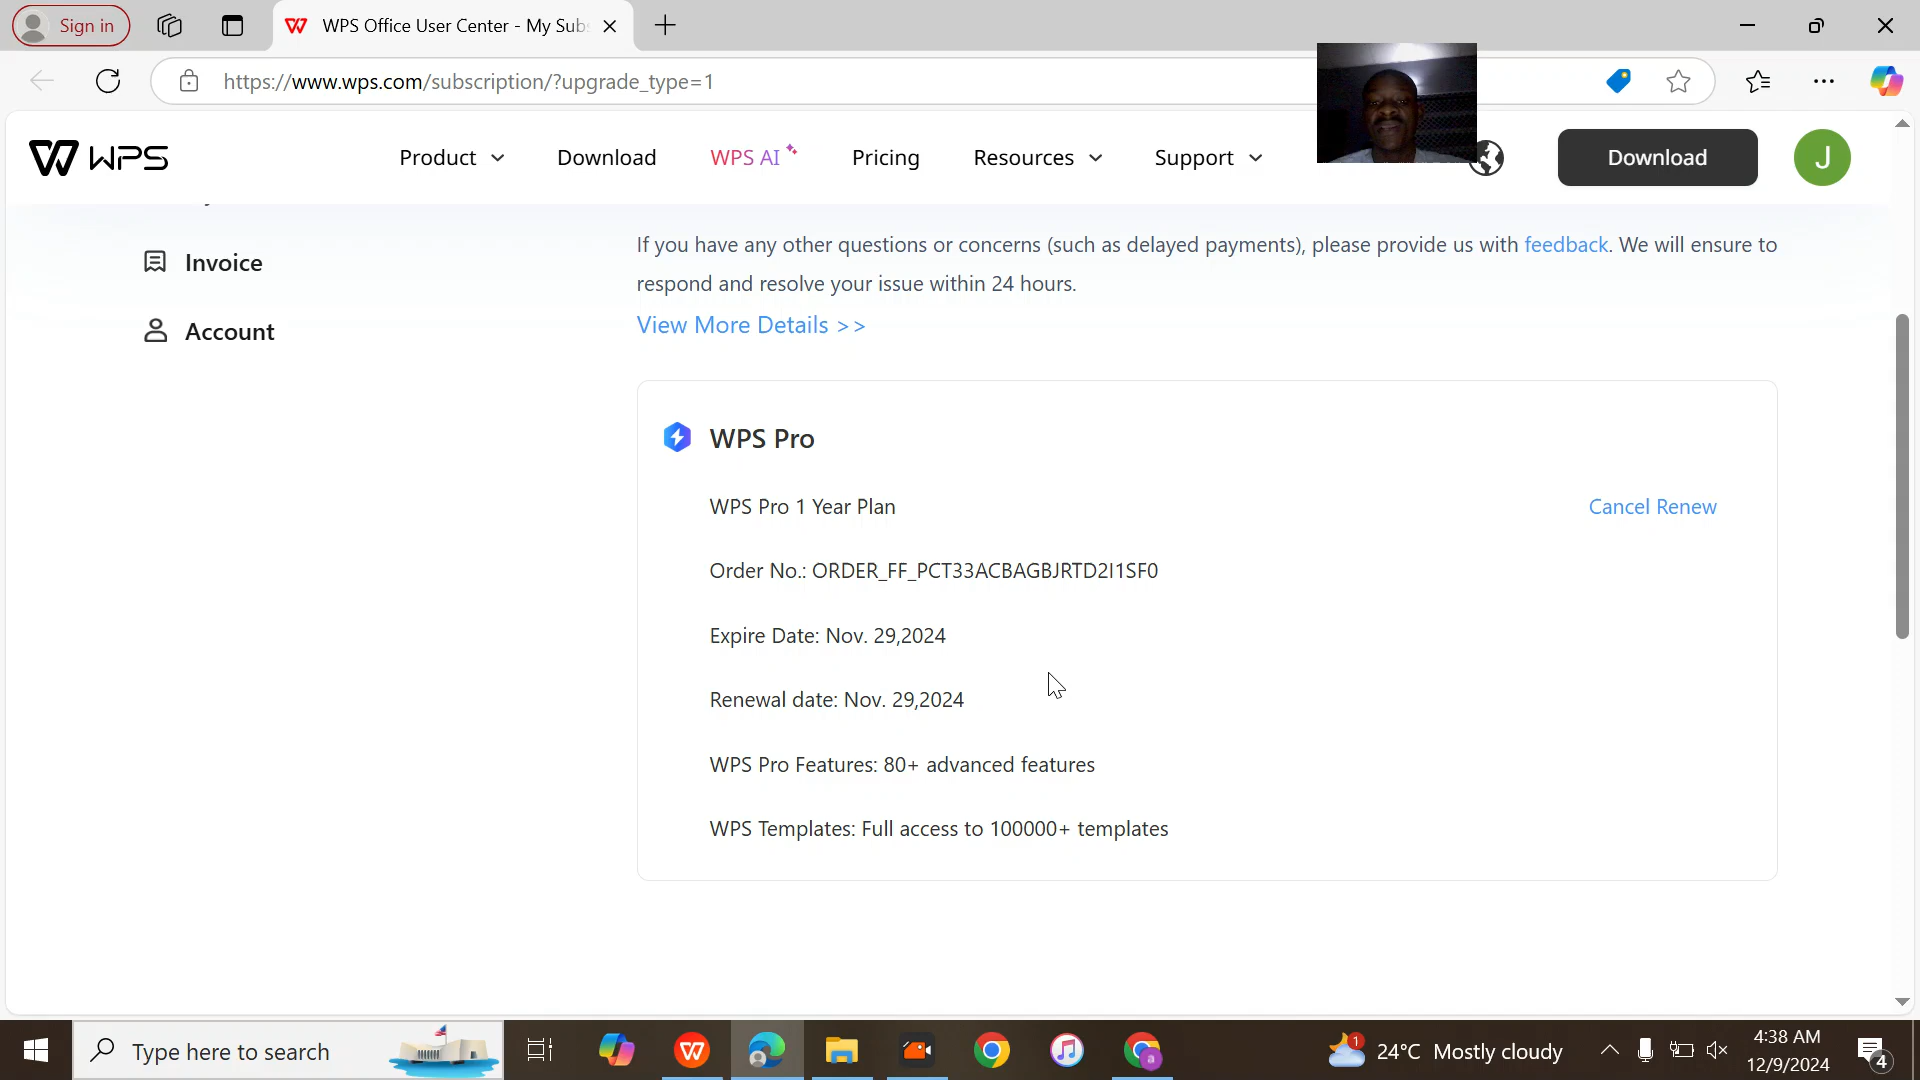 Sign in
WPS Office User Center - My Sub
https://www.wps.com/subscription/?upgrade_type=1
WPS
Product
Download
WPS AI
Pricing
Resources
Support
Download
J
Invoice
Account
If you have any other questions or concerns (such as delayed payments), please provide us with feedback. We will ensure to
respond and resolve your issue within 24 hours.
View More Details >>
WPS Pro
WPS Pro 1 Year Plan
Cancel Renew
Order No.: ORDER_FF_PCT33ACBAGBJRTD2I1SF0
Expire Date: Nov. 29,2024
Renewal date: Nov. 29,2024
WPS Pro Features: 80+ advanced features
WPS Templates: Full access to 100000+ templates
Type here to search
a
1
24°C Mostly cloudy
4:38 AM
12/9/2024
4